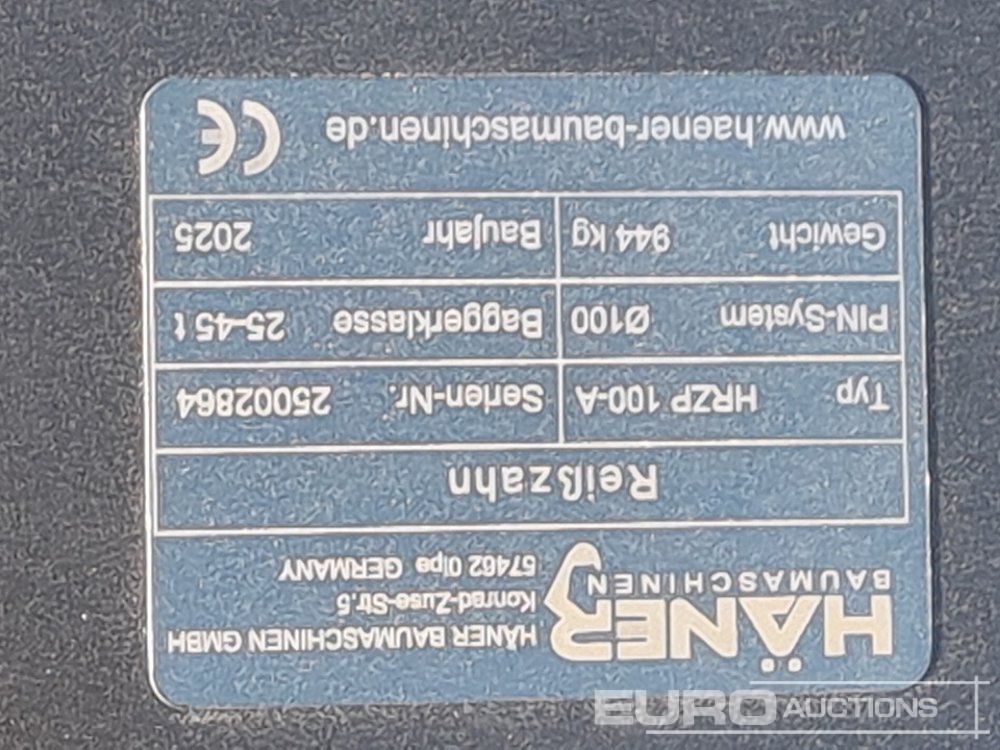 HÄNER
BAUMASCHINEN
HÄNER BAUMASCHINEN GMBH
Konrad-Zuse-Str.5
57462 Olpe GERMANY
Reißzahn
Typ HRZP 100-A Serien-Nr. 25002864
PIN-System Ø100 Baggerklasse 25-45 t
Gewicht 944 kg Baujahr 2025
www.haener-baumaschinen.de CE
EURO AUCTIONS